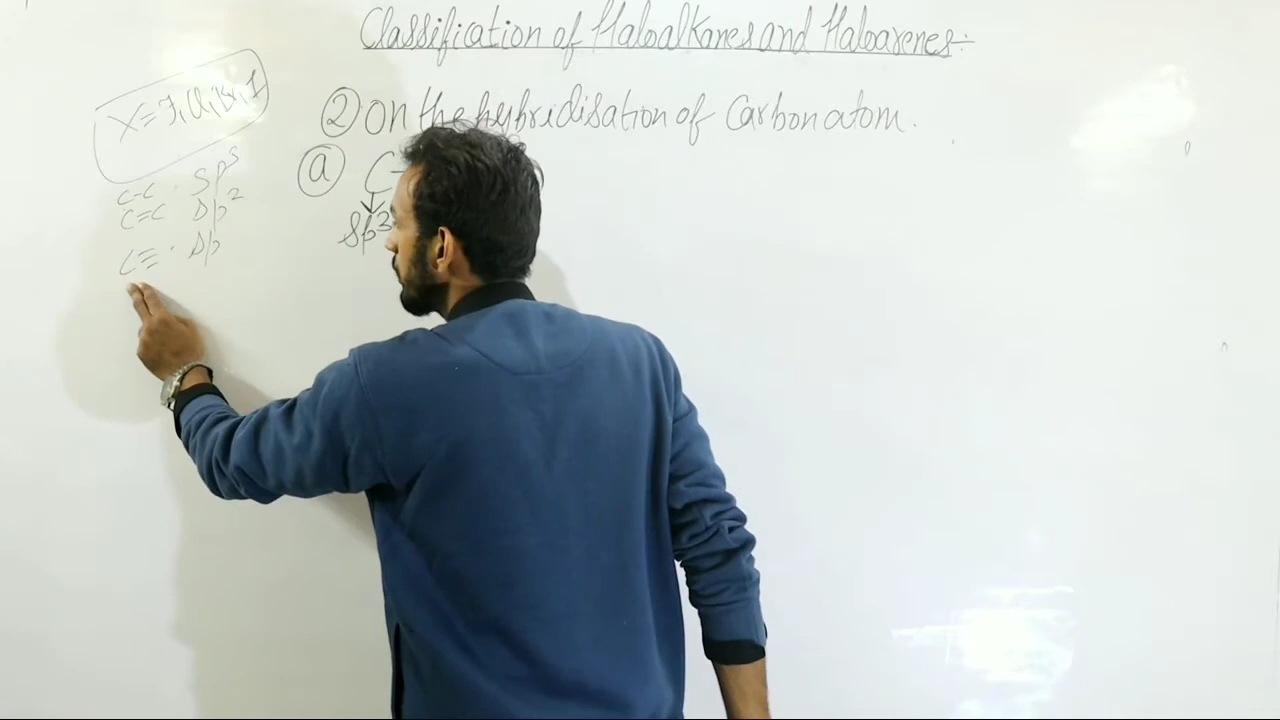 Classification of Haloalkanes and Haloarenes:-
② on the hybridisation of Carbon atom.
ⓐ C-
sp3
X = F, Cl, Br, I
C-C . Sp3
C=C sp2
C≡ . sp